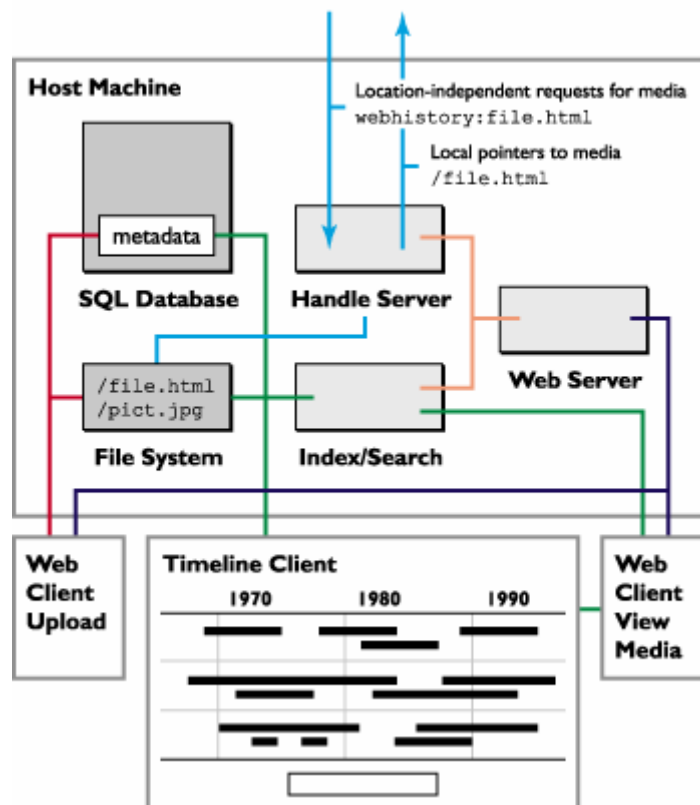 Host Machine
Location-independent requests for media
webhistory:file.html
Local pointers to media
/file.html
metadata
SQL Database
Handle Server
Web Server
/file.html
/pict.jpg
File System
Index/Search
Web
Client
Upload
Timeline Client
1970 1980 1990
Web
Client
View
Media